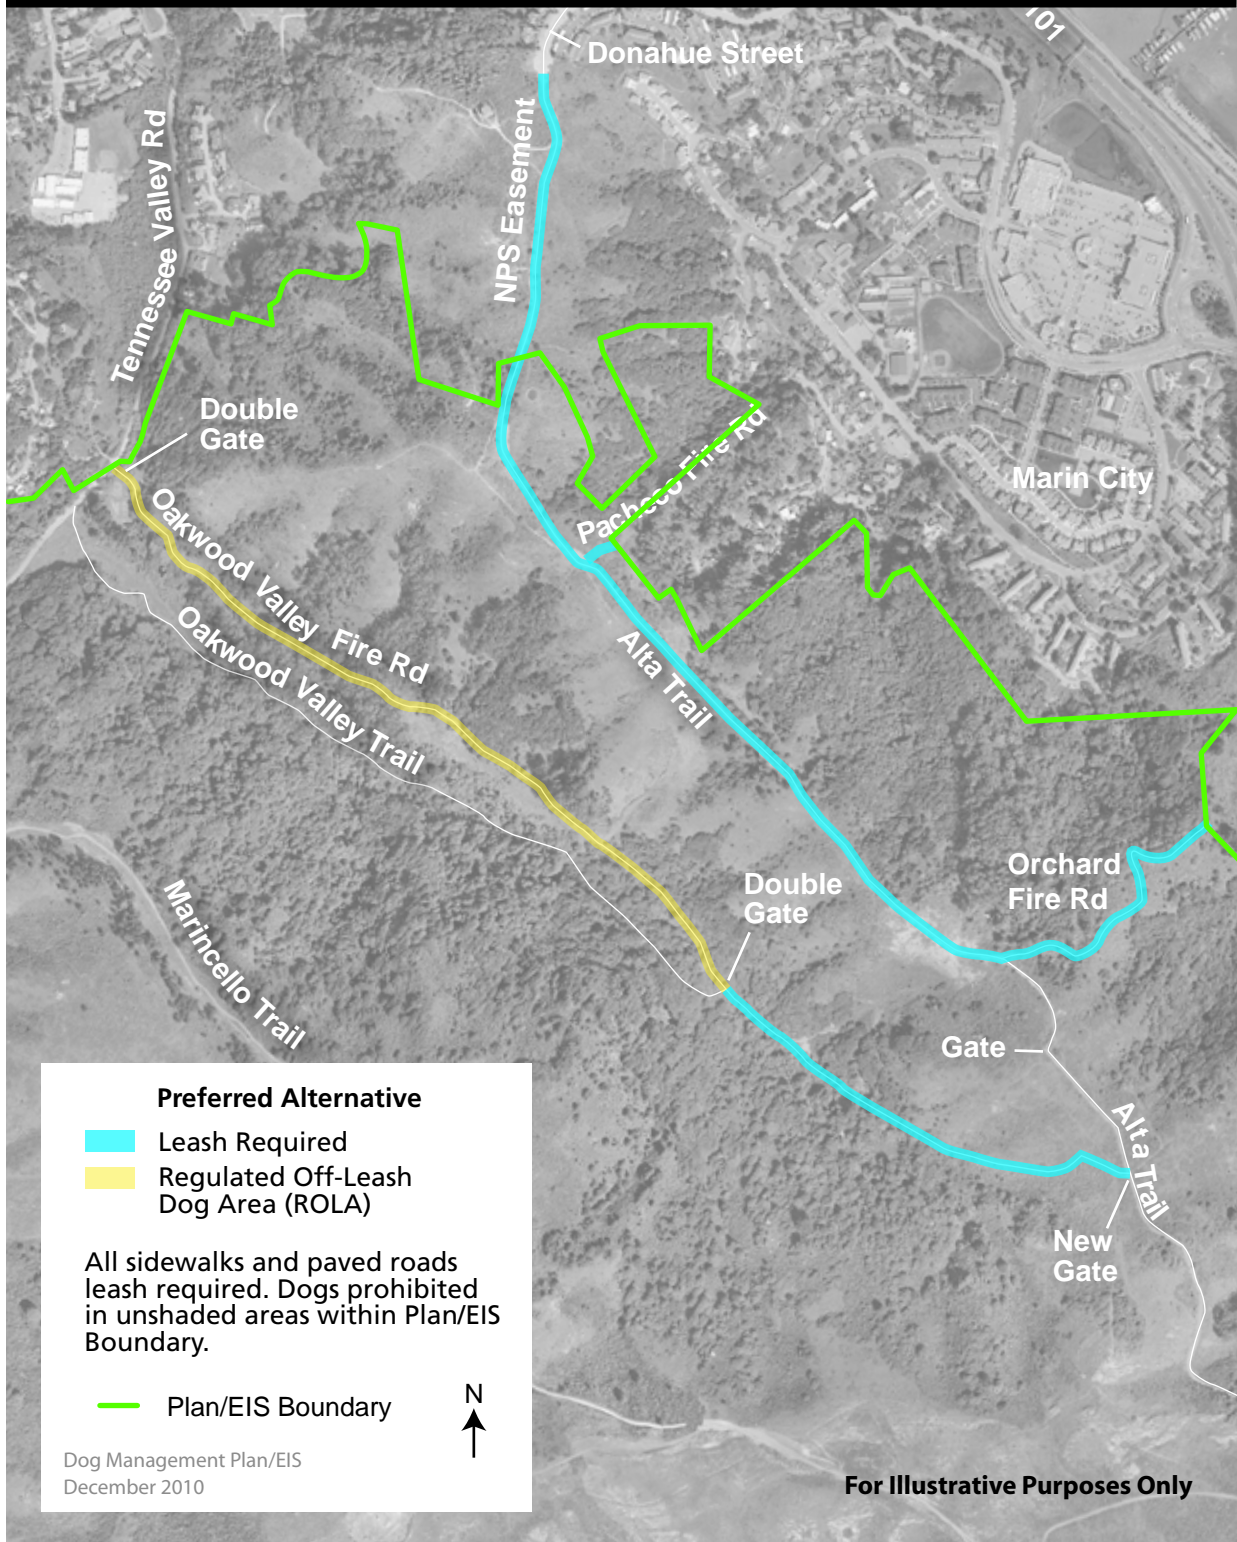 101
Donahue Street
Tennessee Valley Rd
NPS Easement
Double
Gate
Pacheco Fire Rd
Marin City
Oakwood Valley Fire Rd
Oakwood Valley Trail
Alta Trail
Orchard
Fire Rd
Double
Gate
Marincello Trail
Gate
Alta Trail
New
Gate
Preferred Alternative
Leash Required
Regulated Off-Leash
Dog Area (ROLA)
All sidewalks and paved roads
leash required. Dogs prohibited
in unshaded areas within Plan/EIS
Boundary.
Plan/EIS Boundary
N
Dog Management Plan/EIS
December 2010
For Illustrative Purposes Only